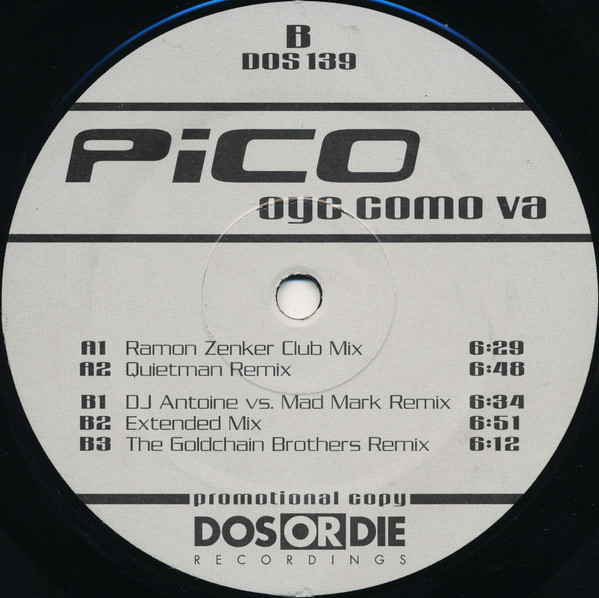 B
DOS 139
PiCO
oye como va
A1 Ramon Zenker Club Mix 6:29
A2 Quietman Remix 6:48
B1 DJ Antoine vs. Mad Mark Remix 6:34
B2 Extended Mix 6:51
B3 The Goldchain Brothers Remix 6:12
promotional copy
DOS OR DIE
RECORDINGS